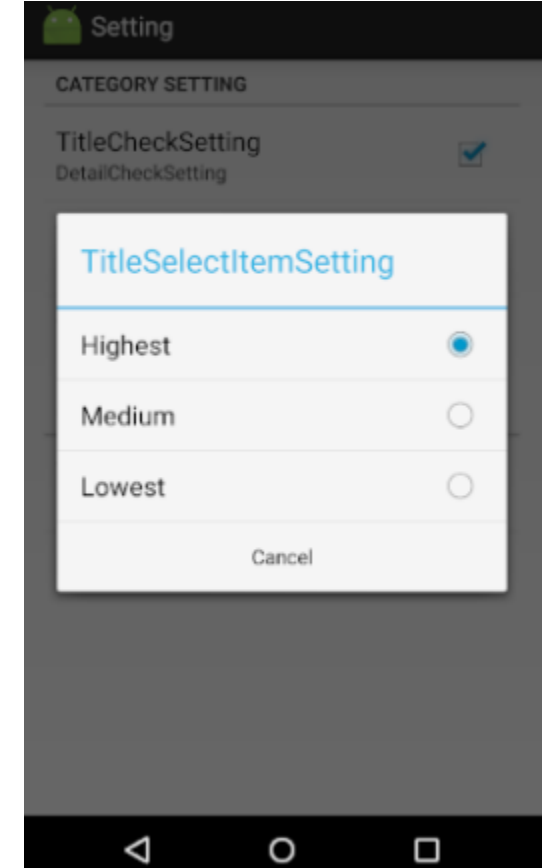 Setting
CATEGORY SETTING
TitleCheckSetting
DetailCheckSetting
TitleSelectItemSetting
Highest
Medium
Lowest
Cancel